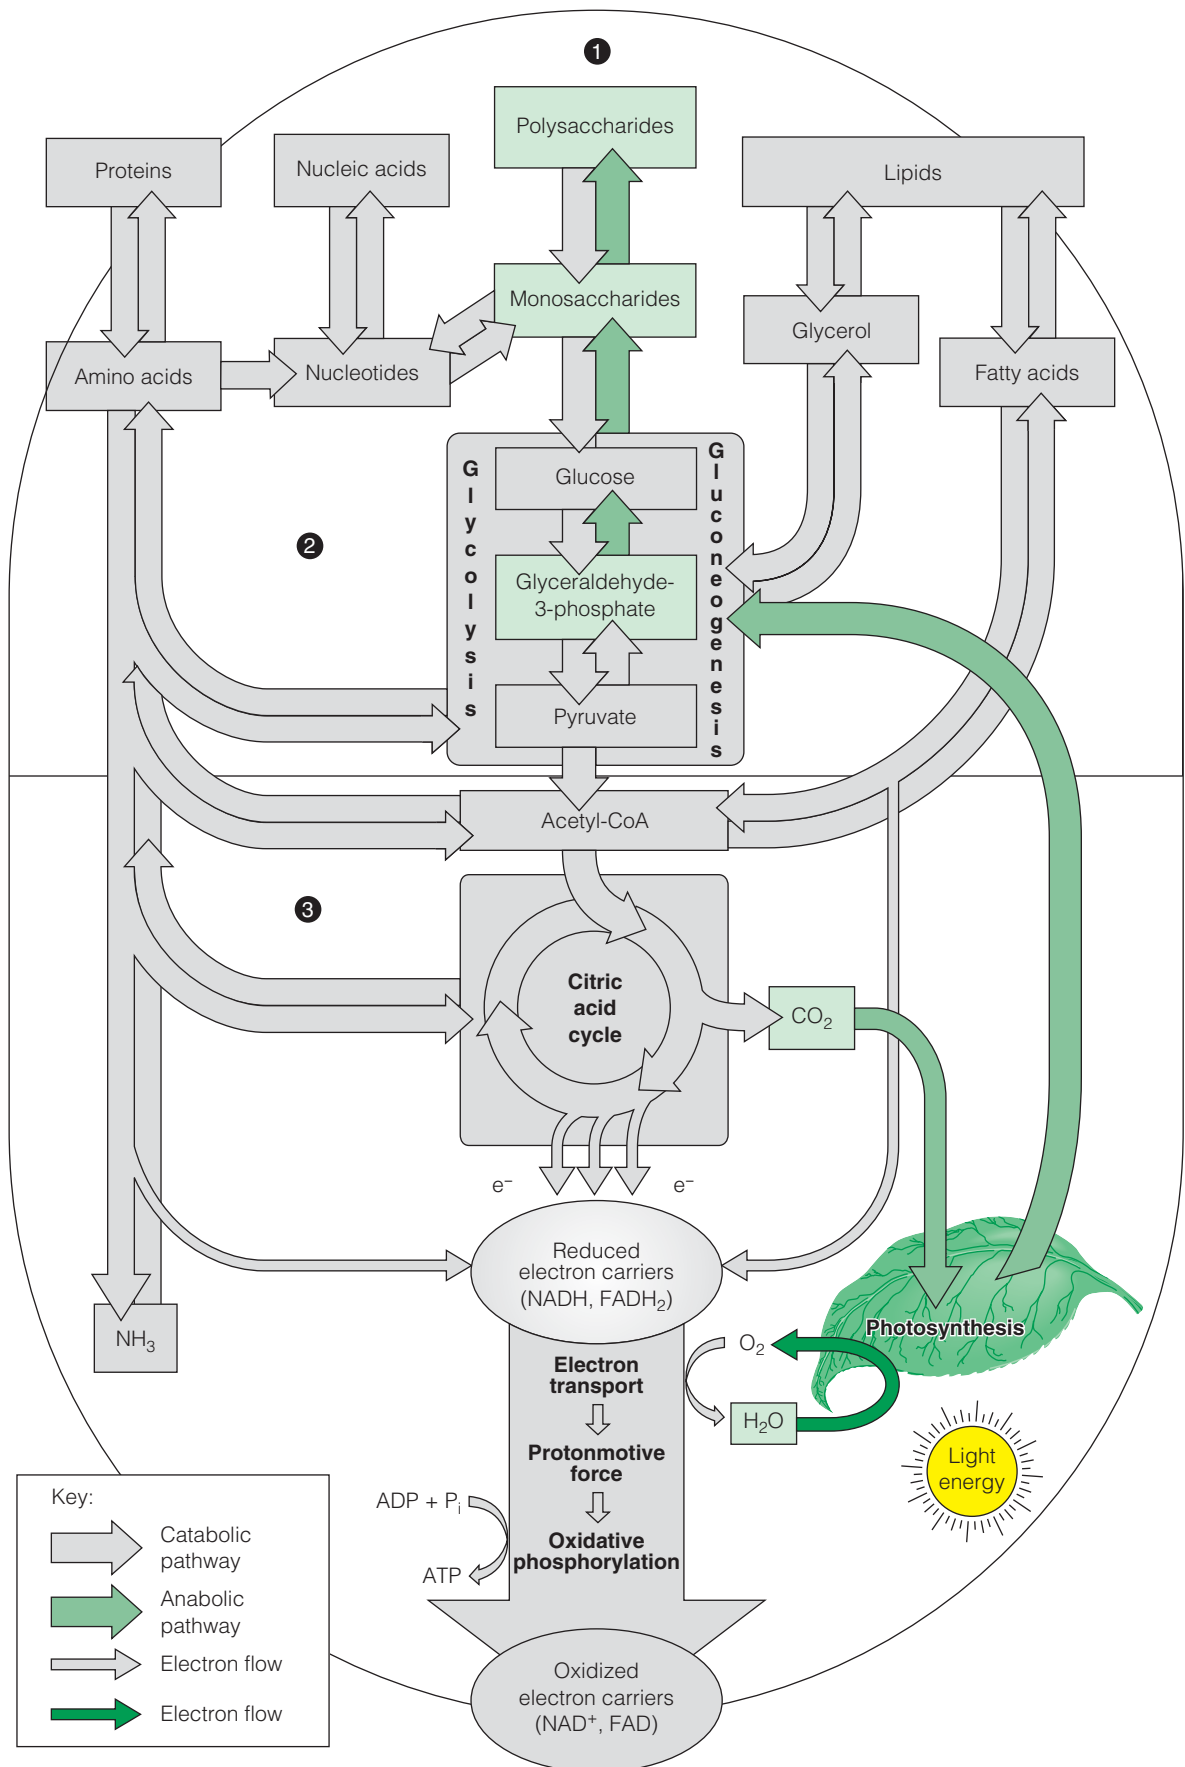 1
Polysaccharides
Proteins
Nucleic acids
Lipids
Monosaccharides
Glycerol
Amino acids
Nucleotides
Fatty acids
Glycolysis
Gluconeogenesis
Glucose
2
Glyceraldehyde-
3-phosphate
Pyruvate
Acetyl-CoA
3
Citric
acid
cycle
CO₂
e⁻
e⁻
Reduced
electron carriers
(NADH, FADH₂)
NH₃
Photosynthesis
Electron
transport
O₂
H₂O
Protonmotive
force
Light
energy
ADP + Pᵢ
Oxidative
phosphorylation
ATP
Key:
Catabolic
pathway
Anabolic
pathway
Electron flow
Electron flow
Oxidized
electron carriers
(NAD⁺, FAD)